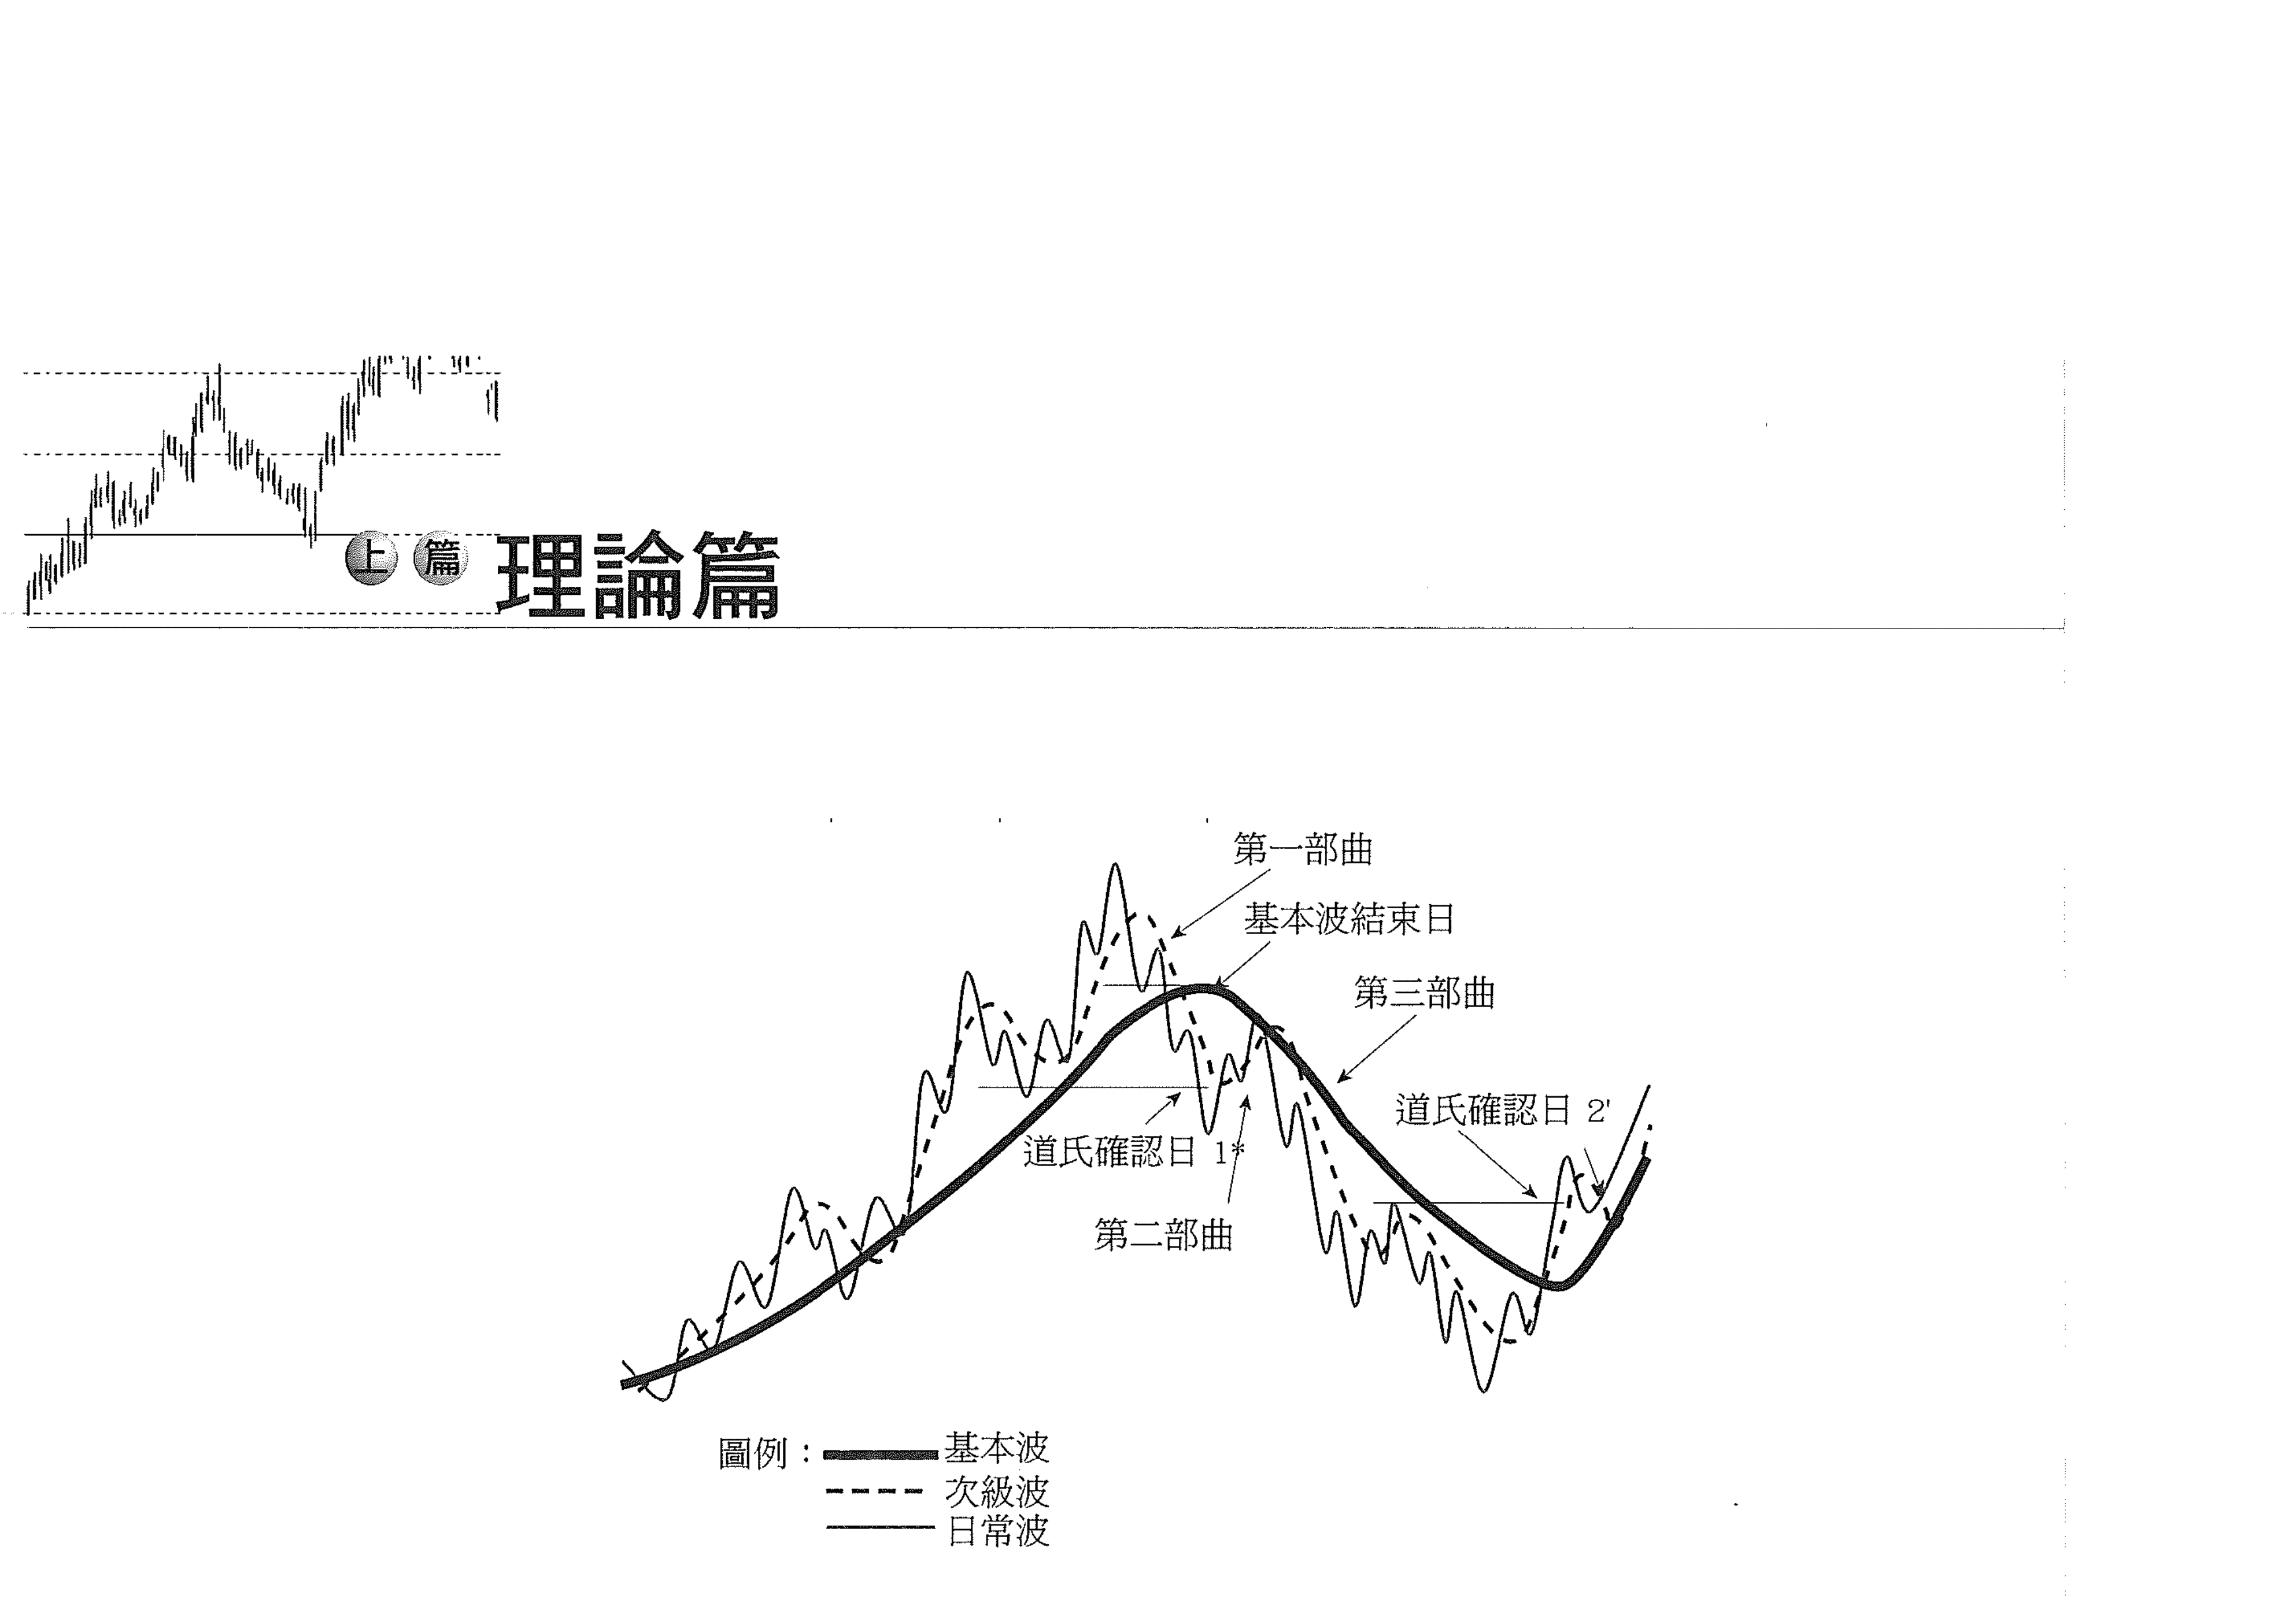 上篇 理論篇
第一部曲
基本波結束日
第三部曲
道氏確認日 2'
道氏確認日 1*
第二部曲
圖例：基本波
次級波
日常波